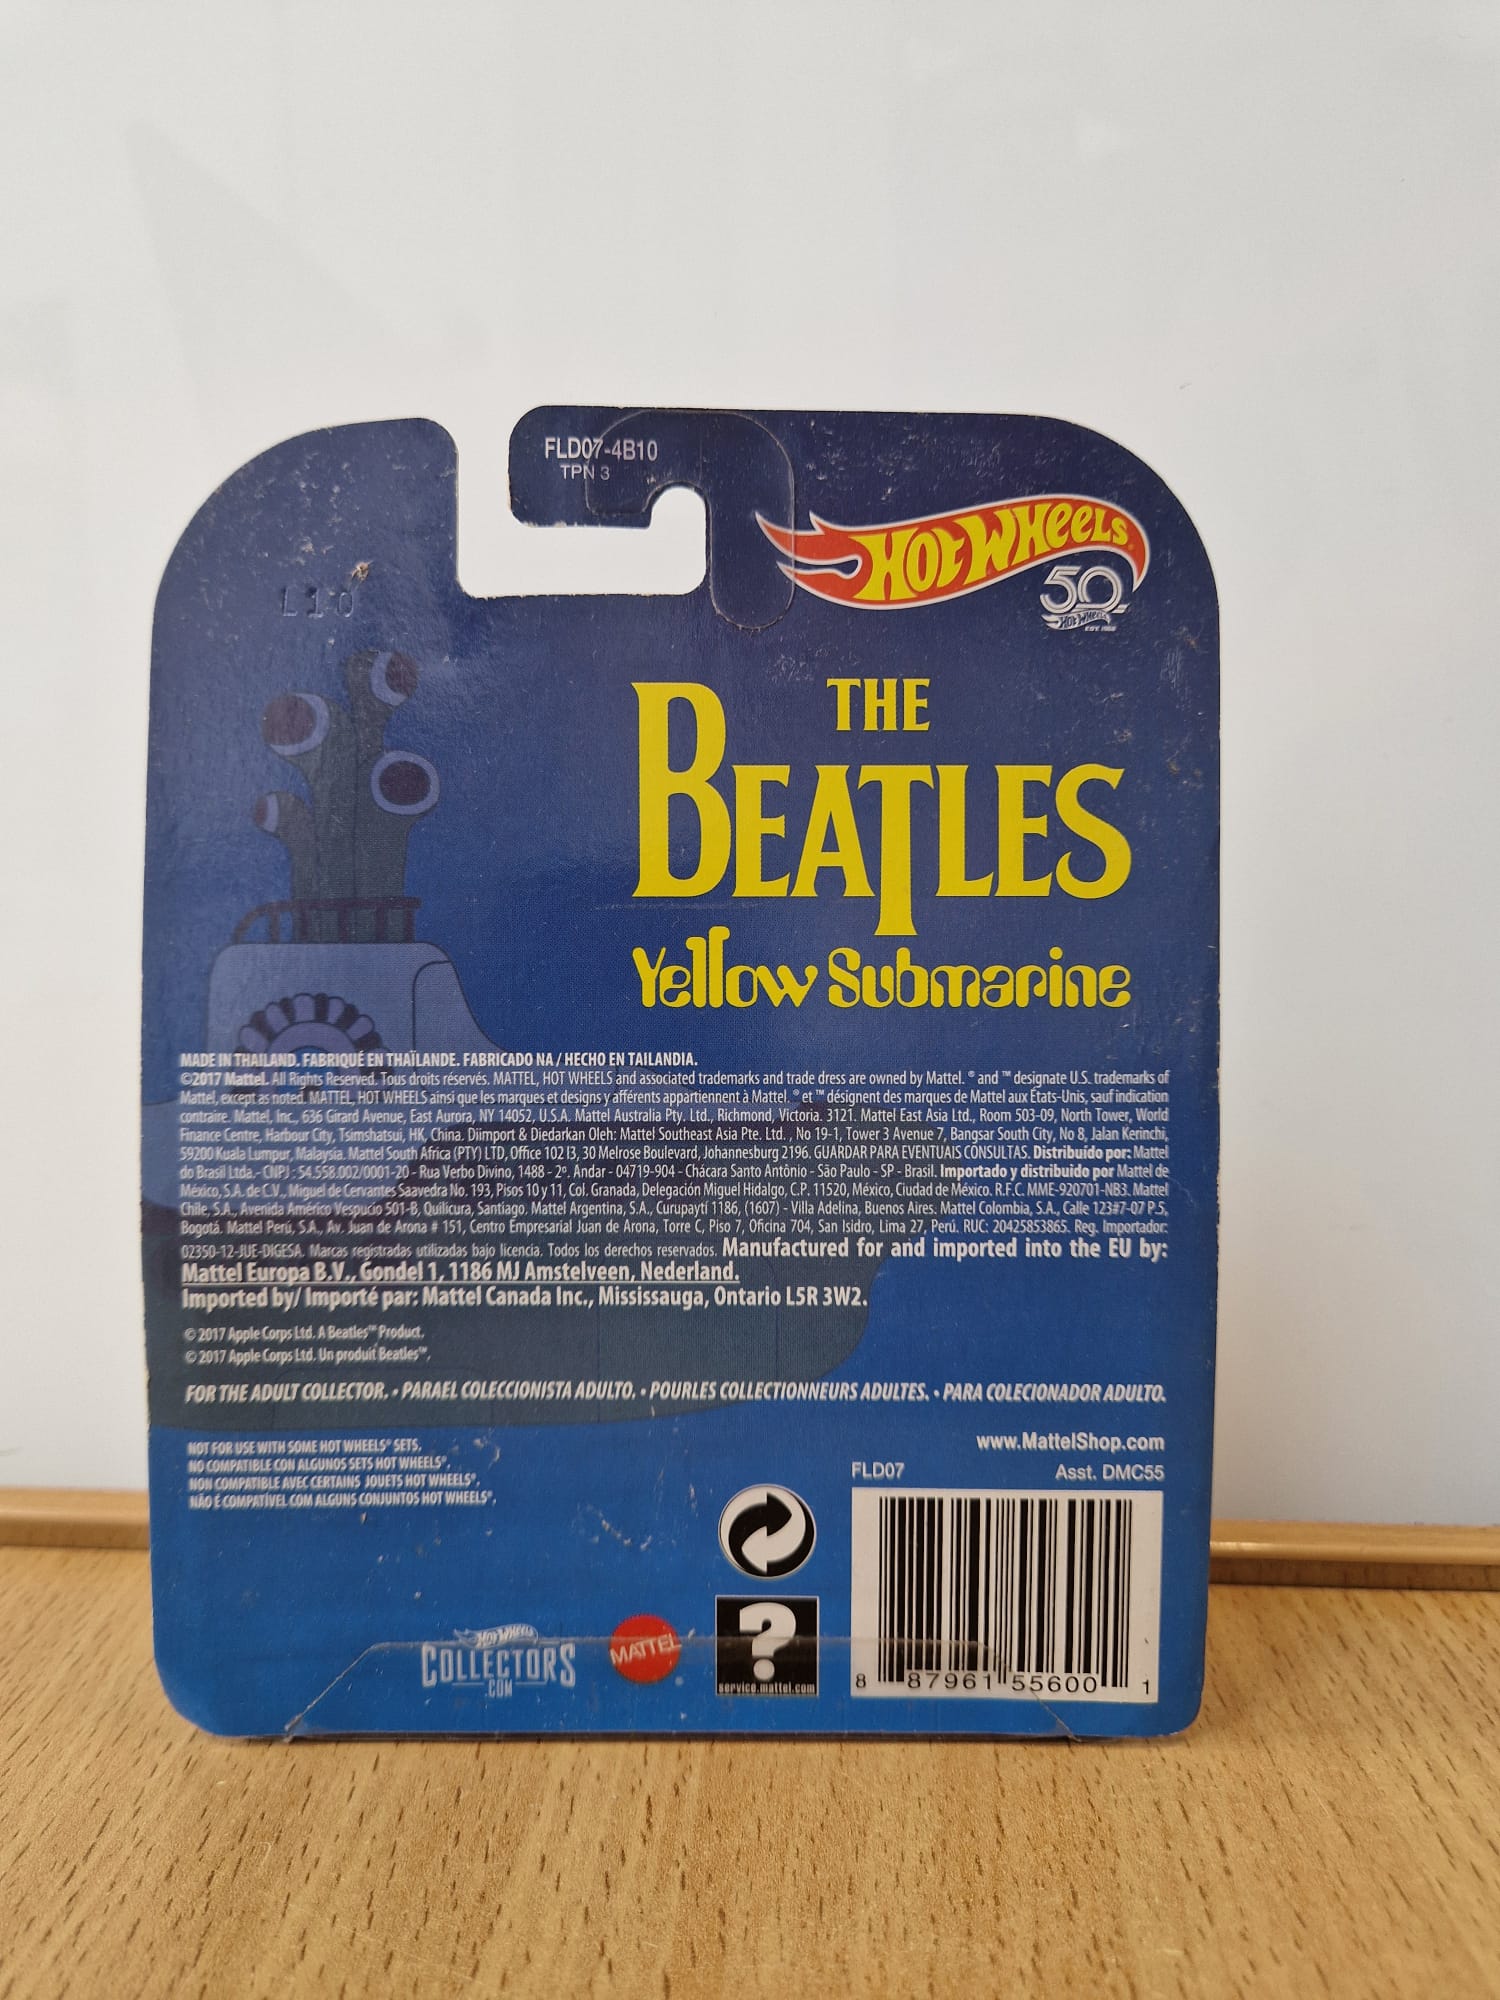 FLD07-4B10
TPN 3
HOT WHEELS
50
HOT WHEELS
EST 1968
L10
THE
BEATLES
Yellow Submarine
MADE IN THAILAND. FABRIQUÉ EN THAÏLANDE. FABRICADO NA / HECHO EN TAILANDIA.
©2017 Mattel. All Rights Reserved. Tous droits réservés. MATTEL, HOT WHEELS and associated trademarks and trade dress are owned by Mattel. ® and ™ designate U.S. trademarks of
Mattel, except as noted. MATTEL, HOT WHEELS ainsi que les marques et designs y afférents appartiennent à Mattel. ® et ™ désignent des marques de Mattel aux États-Unis, sauf indication
contraire. Mattel, Inc., 636 Girard Avenue, East Aurora, NY 14052, U.S.A. Mattel Australia Pty. Ltd., Richmond, Victoria. 3121. Mattel East Asia Ltd., Room 503-09, North Tower, World
Finance Centre, Harbour City, Tsimshatsui, HK, China. Diimport & Diedarkan Oleh: Mattel Southeast Asia Pte. Ltd. , No 19-1, Tower 3 Avenue 7, Bangsar South City, No 8, Jalan Kerinchi,
59200 Kuala Lumpur, Malaysia. Mattel South Africa (PTY) LTD, Office 102 I3, 30 Melrose Boulevard, Johannesburg 2196. GUARDAR PARA EVENTUAIS CONSULTAS. Distribuído por: Mattel
do Brasil Ltda.- CNPJ : 54.558.002/0001-20 - Rua Verbo Divino, 1488 - 2º. Andar - 04719-904 - Chácara Santo Antônio - São Paulo - SP - Brasil. Importado y distribuido por Mattel de
México, S.A. de C.V., Miguel de Cervantes Saavedra No. 193, Pisos 10 y 11, Col. Granada, Delegación Miguel Hidalgo, C.P. 11520, México, Ciudad de México. R.F.C. MME-920701-NB3. Mattel
Chile, S.A., Avenida Américo Vespucio 501-B, Quilicura, Santiago. Mattel Argentina, S.A., Curupaytí 1186, (1607) - Villa Adelina, Buenos Aires. Mattel Colombia, S.A., Calle 123#7-07 P.5,
Bogotá. Mattel Perú, S.A., Av. Juan de Arona # 151, Centro Empresarial Juan de Arona, Torre C, Piso 7, Oficina 704, San Isidro, Lima 27, Perú. RUC: 20425853865. Reg. Importador:
02350-12-JUE-DIGESA. Marcas registradas utilizadas bajo licencia. Todos los derechos reservados. Manufactured for and imported into the EU by:
Mattel Europa B.V., Gondel 1, 1186 MJ Amstelveen, Nederland.
Imported by/ Importé par: Mattel Canada Inc., Mississauga, Ontario L5R 3W2.
© 2017 Apple Corps Ltd. A Beatles™ Product.
© 2017 Apple Corps Ltd. Un produit Beatles™.
FOR THE ADULT COLLECTOR. • PARAEL COLECCIONISTA ADULTO. • POURLES COLLECTIONNEURS ADULTES. • PARA COLECIONADOR ADULTO.
NOT FOR USE WITH SOME HOT WHEELS® SETS.
NO COMPATIBLE CON ALGUNOS SETS HOT WHEELS®.
NON COMPATIBLE AVEC CERTAINS JOUETS HOT WHEELS®.
NÃO É COMPATÍVEL COM ALGUNS CONJUNTOS HOT WHEELS®.
www.MattelShop.com
FLD07 Asst. DMC55
HOT WHEELS
COLLECTORS
.COM
MATTEL
?
service.mattel.com
8 87961 55600 1